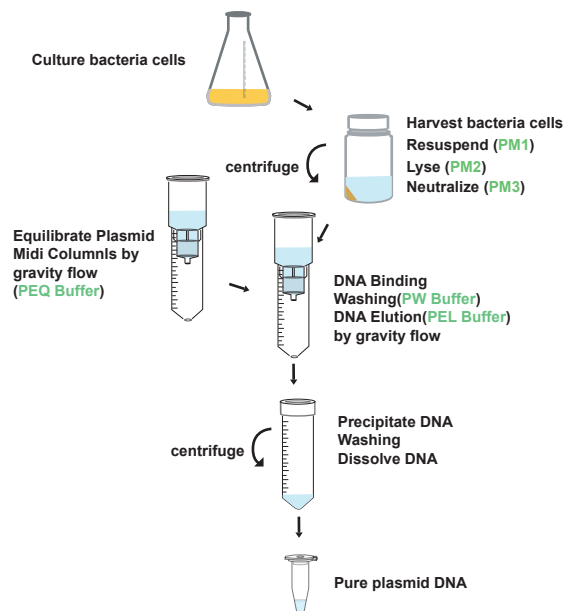 Culture bacteria cells
Harvest bacteria cells
Resuspend (PM1)
Lyse (PM2)
Neutralize (PM3)
centrifuge
Equilibrate Plasmid
Midi Columnls by
gravity flow
(PEQ Buffer)
DNA Binding
Washing(PW Buffer)
DNA Elution(PEL Buffer)
by gravity flow
centrifuge
Precipitate DNA
Washing
Dissolve DNA
Pure plasmid DNA